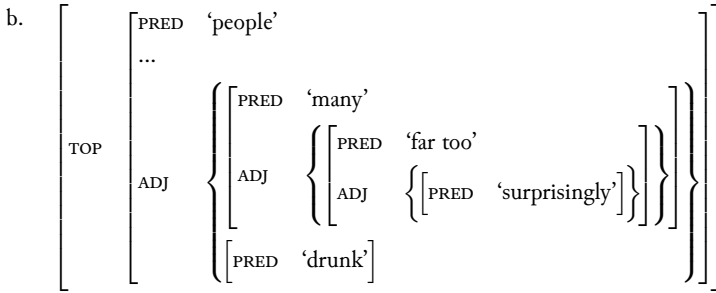 b.
PRED ‘people’
...
PRED ‘many’
PRED ‘far too’
TOP
ADJ
ADJ
ADJ
PRED ‘surprisingly’
PRED ‘drunk’